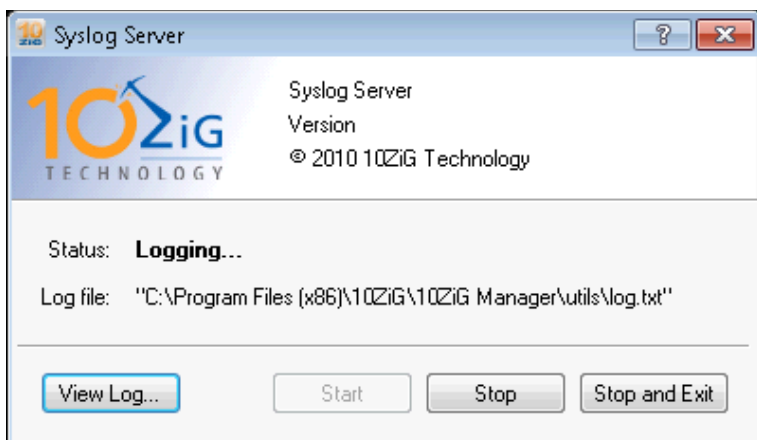 10 ZiG Syslog Server
?
10ZiG
TECHNOLOGY
Syslog Server
Version
© 2010 10ZiG Technology
Status: Logging...
Log file: "C:\Program Files (x86)\10ZiG\10ZiG Manager\utils\log.txt"
View Log... Start Stop Stop and Exit